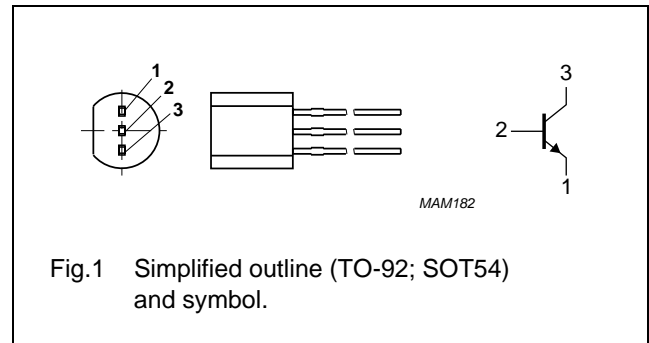 1
2
3
3
2
1
MAM182
Fig.1 Simplified outline (TO-92; SOT54)
and symbol.